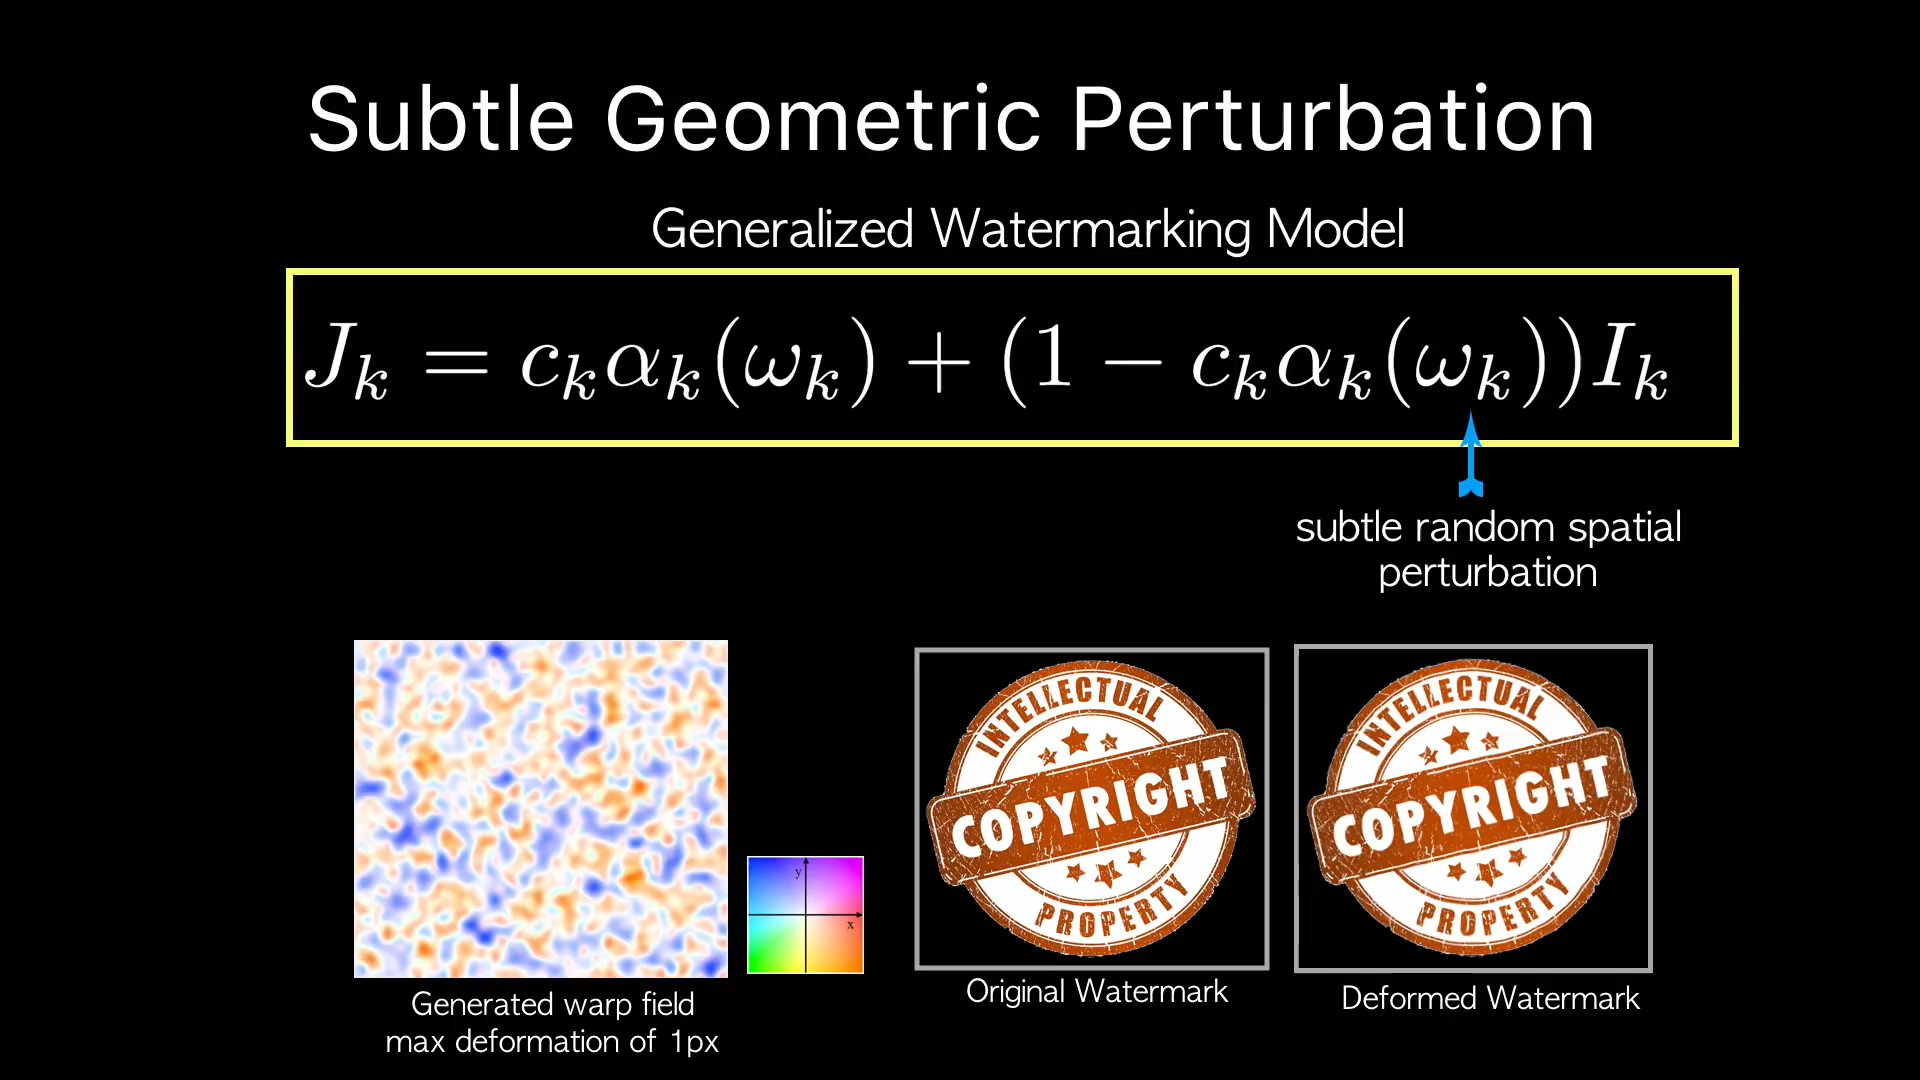 Subtle Geometric Perturbation
Generalized Watermarking Model
J_k = c_k α_k(ω_k) + (1 − c_k α_k(ω_k))I_k
subtle random spatial
perturbation
y
x
Generated warp field
max deformation of 1px
INTELLECTUAL
COPYRIGHT
PROPERTY
Original Watermark
INTELLECTUAL
COPYRIGHT
PROPERTY
Deformed Watermark